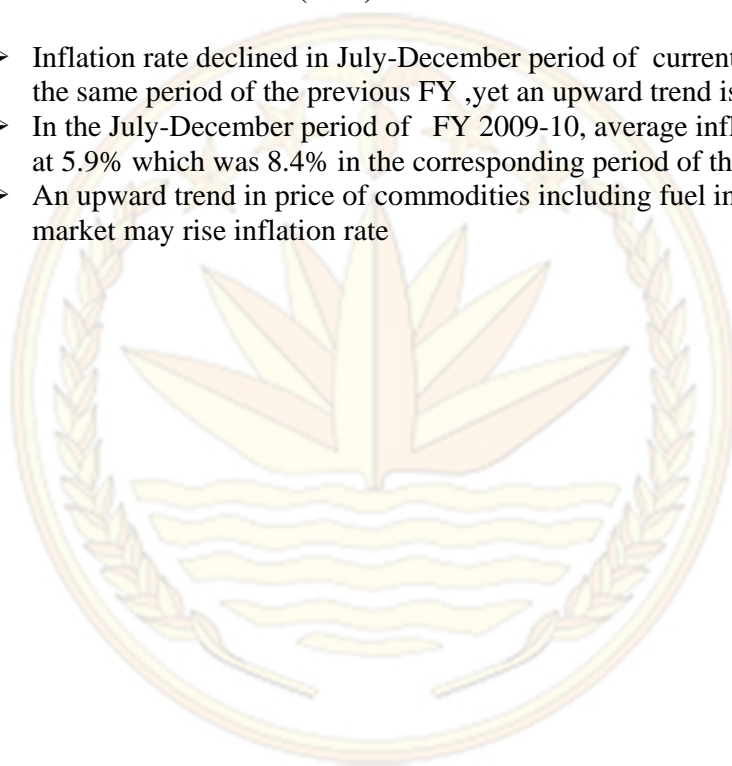 ➢ Inflation rate declined in July-December period of current
the same period of the previous FY ,yet an upward trend is
➢ In the July-December period of FY 2009-10, average
at 5.9% which was 8.4% in the corresponding period of
➢ An upward trend in price of commodities including fuel
market may rise inflation rate